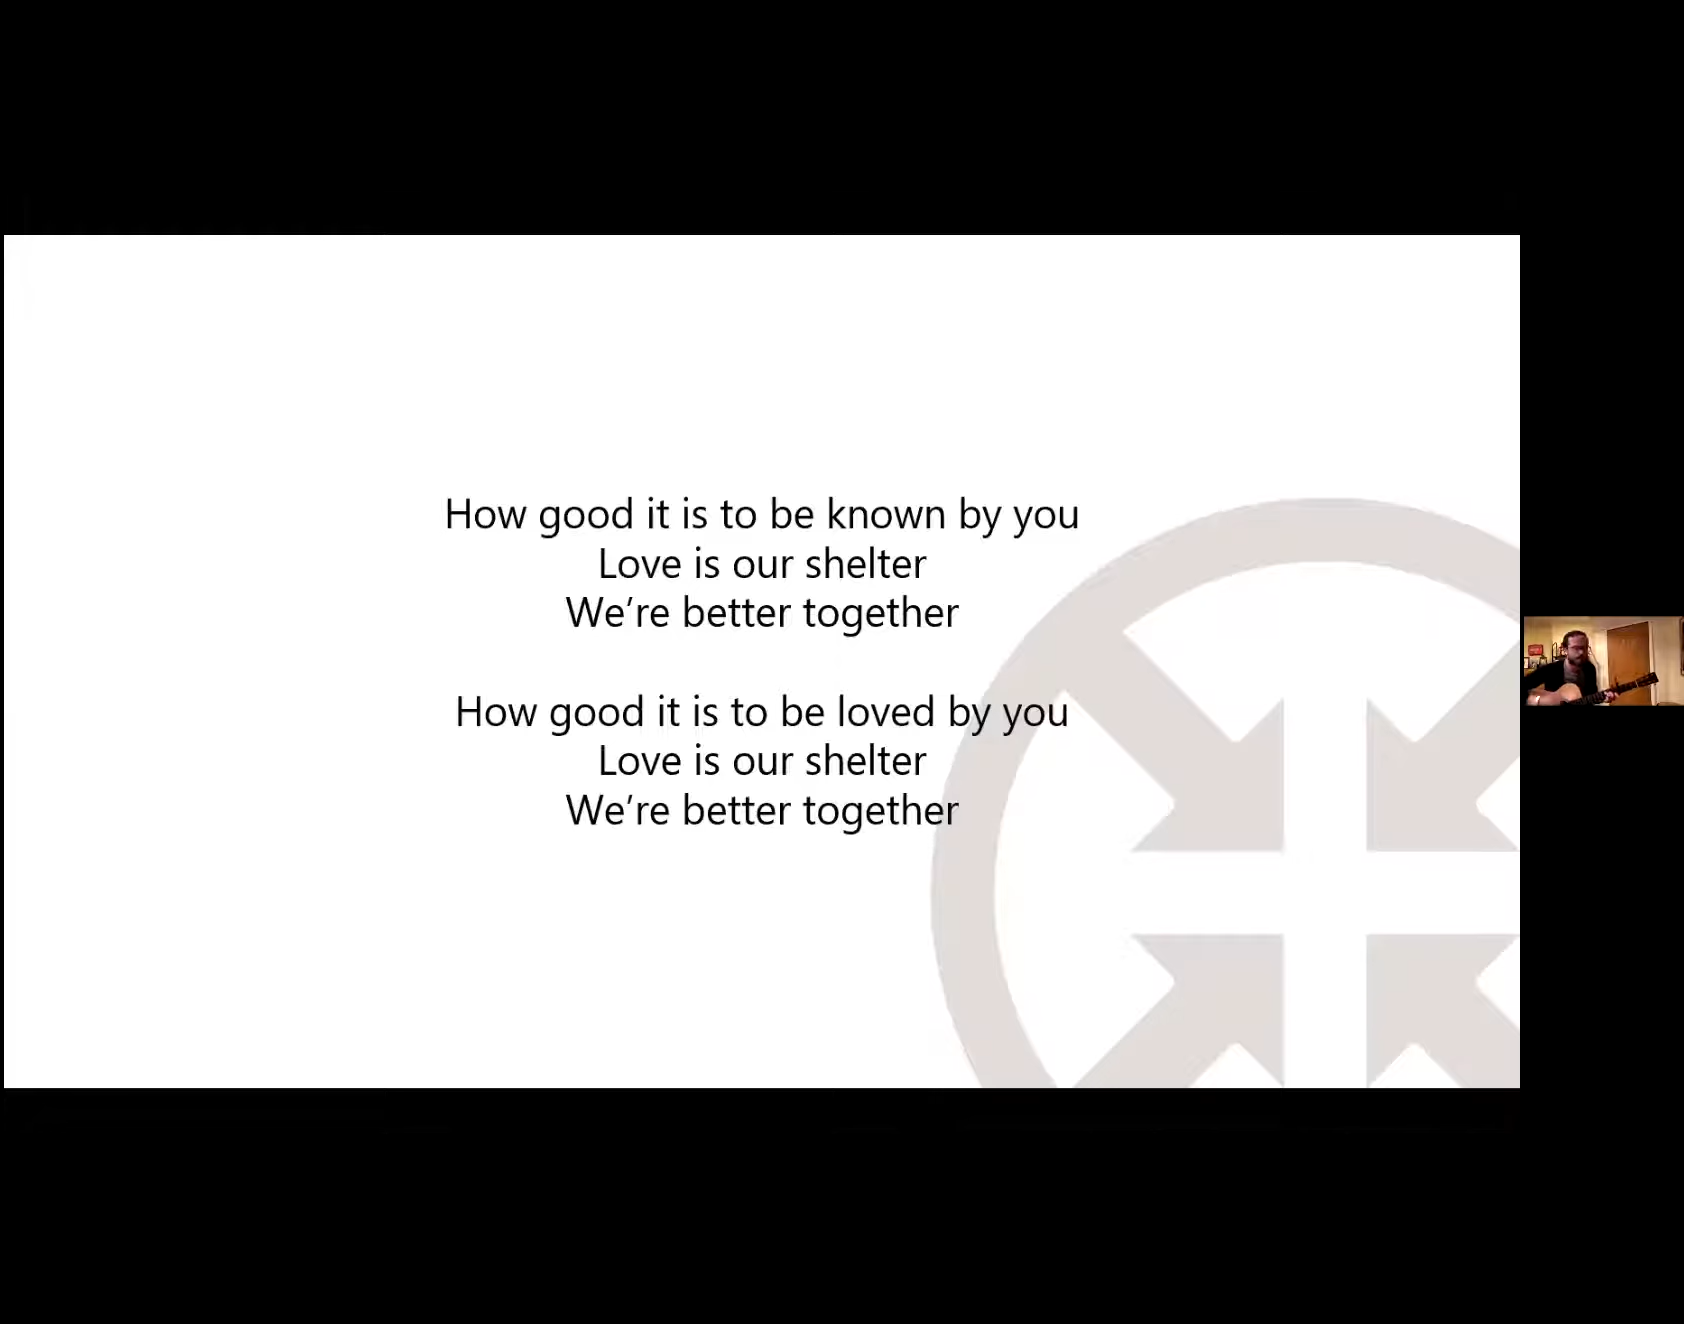 How good it is to be known by you
Love is our shelter
We’re better together
How good it is to be loved by you
Love is our shelter
We’re better together